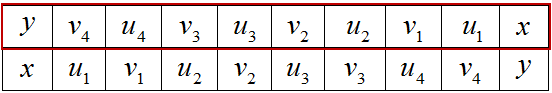 y v₄ u₄ v₃ u₃ v₂ u₂ v₁ u₁ x
x u₁ v₁ u₂ v₂ u₃ v₃ u₄ v₄ y